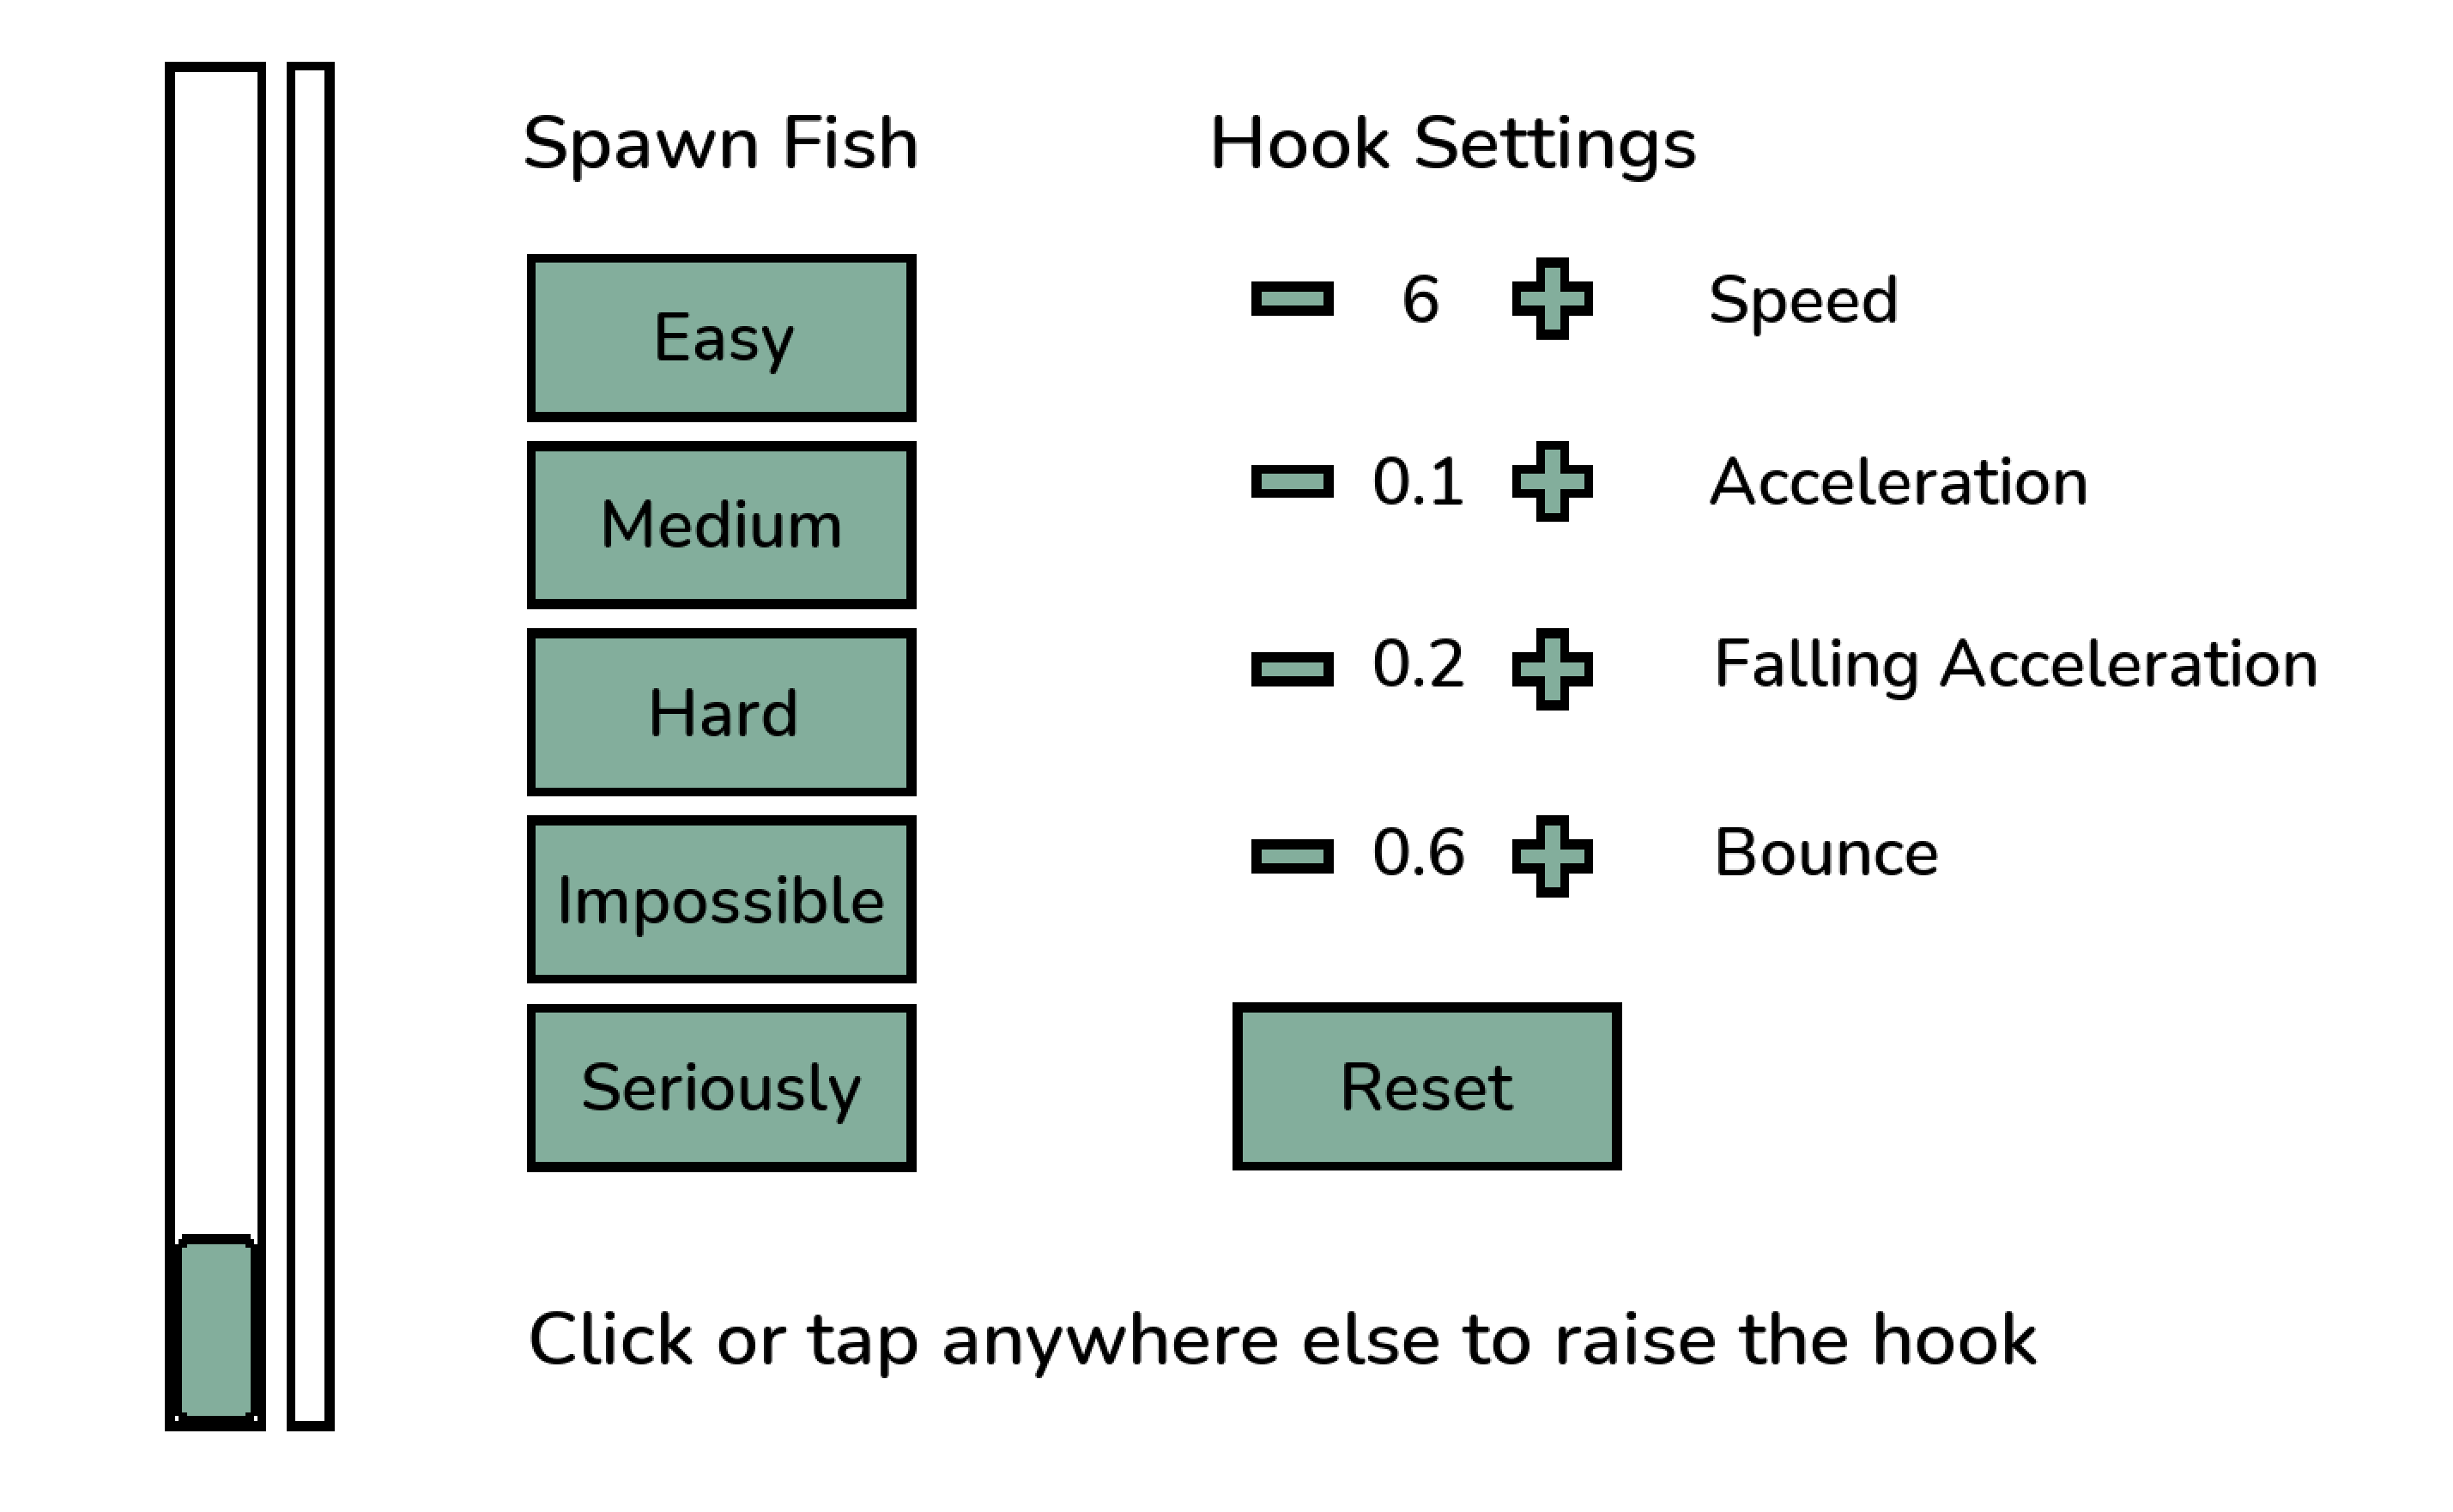 Spawn Fish
Easy
Medium
Hard
Impossible
Seriously
Hook Settings
6 Speed
0.1 Acceleration
0.2 Falling Acceleration
0.6 Bounce
Reset
Click or tap anywhere else to raise the hook